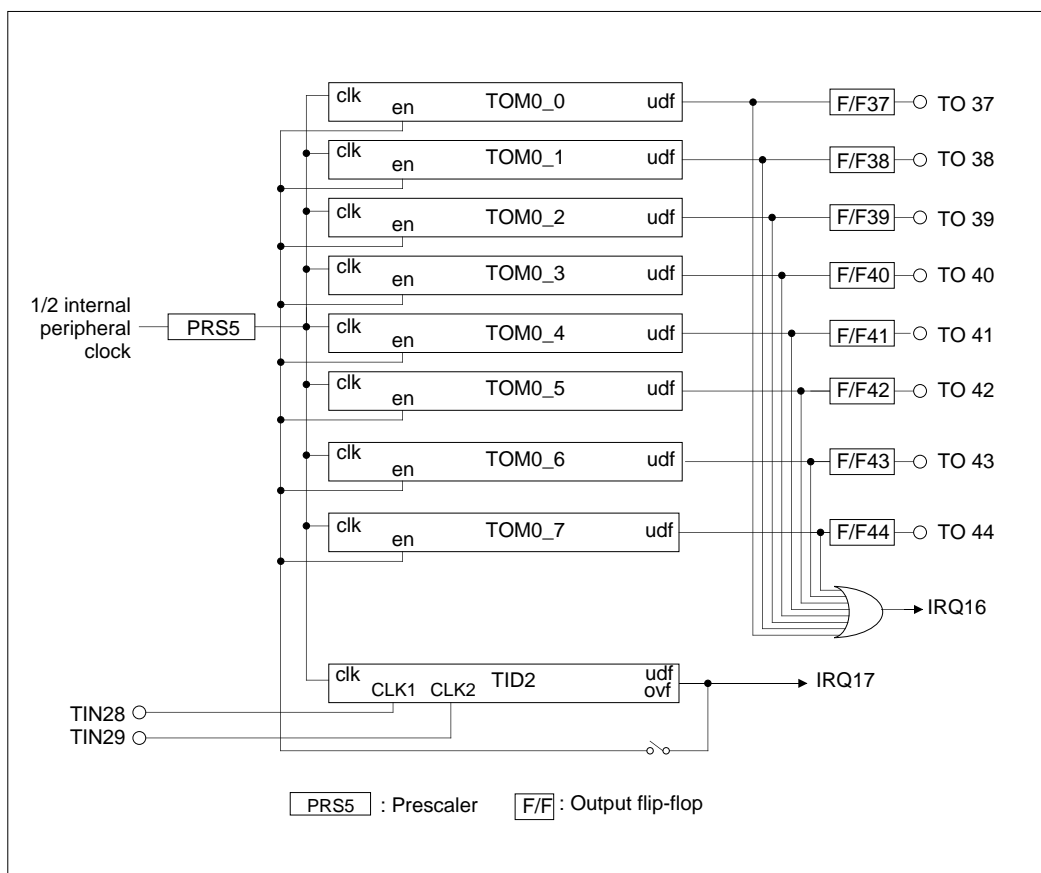 clk en TOM0_0 udf F/F37 TO 37
clk en TOM0_1 udf F/F38 TO 38
clk en TOM0_2 udf F/F39 TO 39
clk en TOM0_3 udf F/F40 TO 40
1/2 internal
peripheral
clock
PRS5
clk en TOM0_4 udf F/F41 TO 41
clk en TOM0_5 udf F/F42 TO 42
clk en TOM0_6 udf F/F43 TO 43
clk en TOM0_7 udf F/F44 TO 44
IRQ16
clk CLK1 CLK2 TID2 udf
ovf
IRQ17
TIN28
TIN29
PRS5 : Prescaler F/F : Output flip-flop